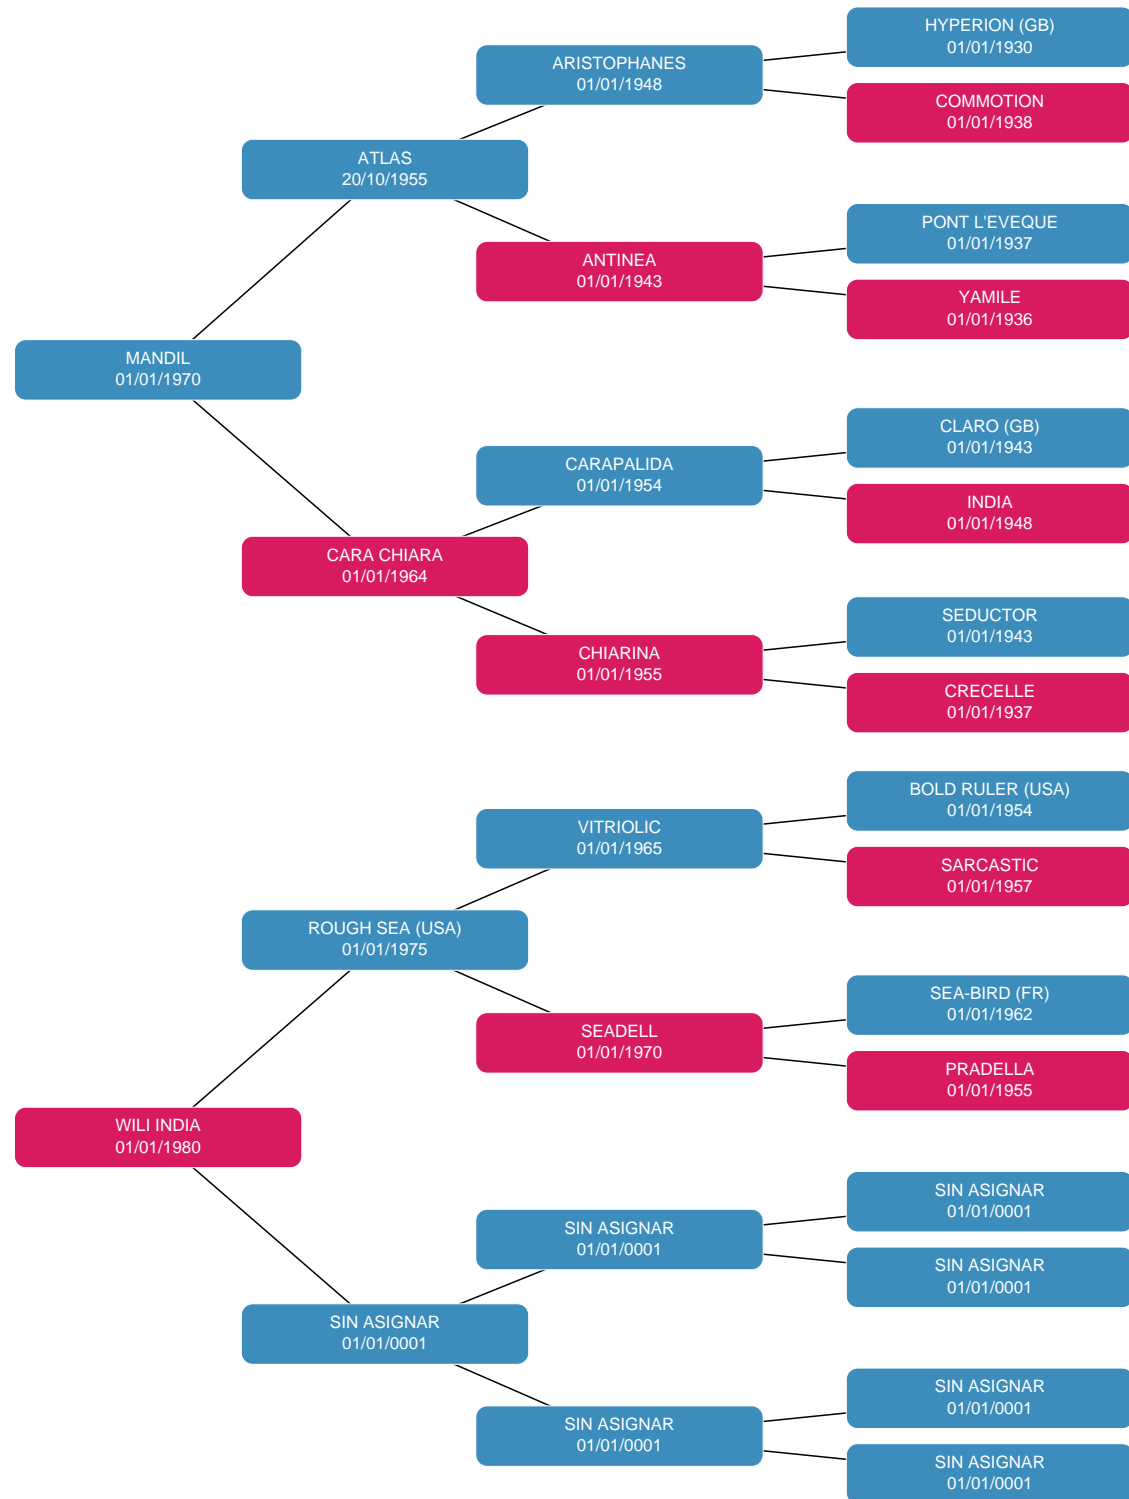 HYPERION (GB)
01/01/1930
ARISTOPHANES
01/01/1948
COMMOTION
01/01/1938
ATLAS
20/10/1955
PONT L'EVEQUE
01/01/1937
ANTINEA
01/01/1943
YAMILE
01/01/1936
MANDIL
01/01/1970
CLARO (GB)
01/01/1943
CARAPALIDA
01/01/1954
INDIA
01/01/1948
CARA CHIARA
01/01/1964
SEDUCTOR
01/01/1943
CHIARINA
01/01/1955
CRECELLE
01/01/1937
BOLD RULER (USA)
01/01/1954
VITRIOLIC
01/01/1965
SARCASTIC
01/01/1957
ROUGH SEA (USA)
01/01/1975
SEA-BIRD (FR)
01/01/1962
SEADELL
01/01/1970
PRADELLA
01/01/1955
WILI INDIA
01/01/1980
SIN ASIGNAR
01/01/0001
SIN ASIGNAR
01/01/0001
SIN ASIGNAR
01/01/0001
SIN ASIGNAR
01/01/0001
SIN ASIGNAR
01/01/0001
SIN ASIGNAR
01/01/0001
SIN ASIGNAR
01/01/0001